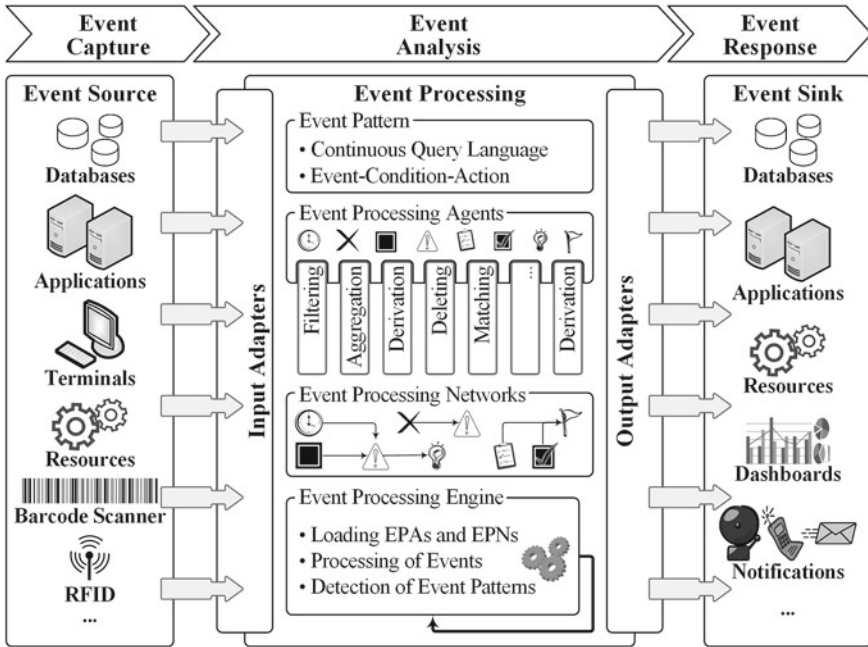 Event
Capture
Event
Analysis
Event
Response
Event Source
Databases
Applications
Terminals
Resources
Barcode Scanner
RFID
...
Input Adapters
Event Processing
Event Pattern
• Continuous Query Language
• Event-Condition-Action
Event Processing Agents
Filtering
Aggregation
Derivation
Deleting
Matching
...
Derivation
Event Processing Networks
Event Processing Engine
• Loading EPAs and EPNs
• Processing of Events
• Detection of Event Patterns
Output Adapters
Event Sink
Databases
Applications
Resources
Dashboards
Notifications
...